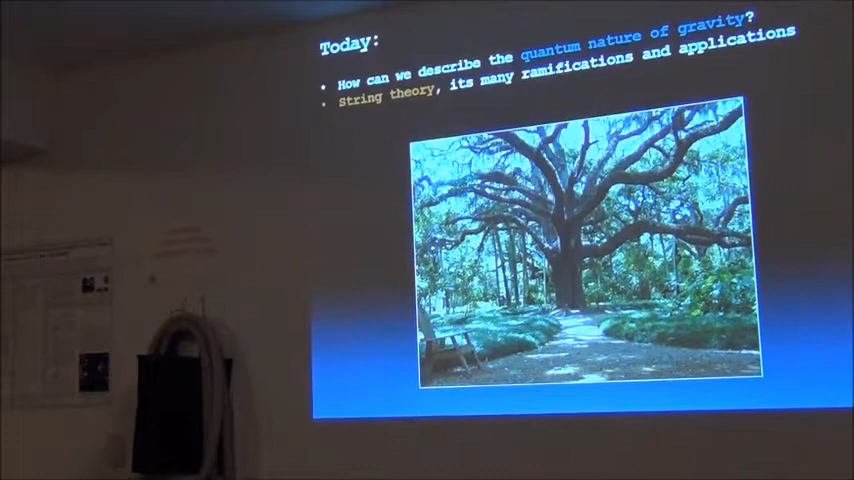 Today:
• How can we describe the quantum nature of gravity?
• String theory, its many ramifications and applications